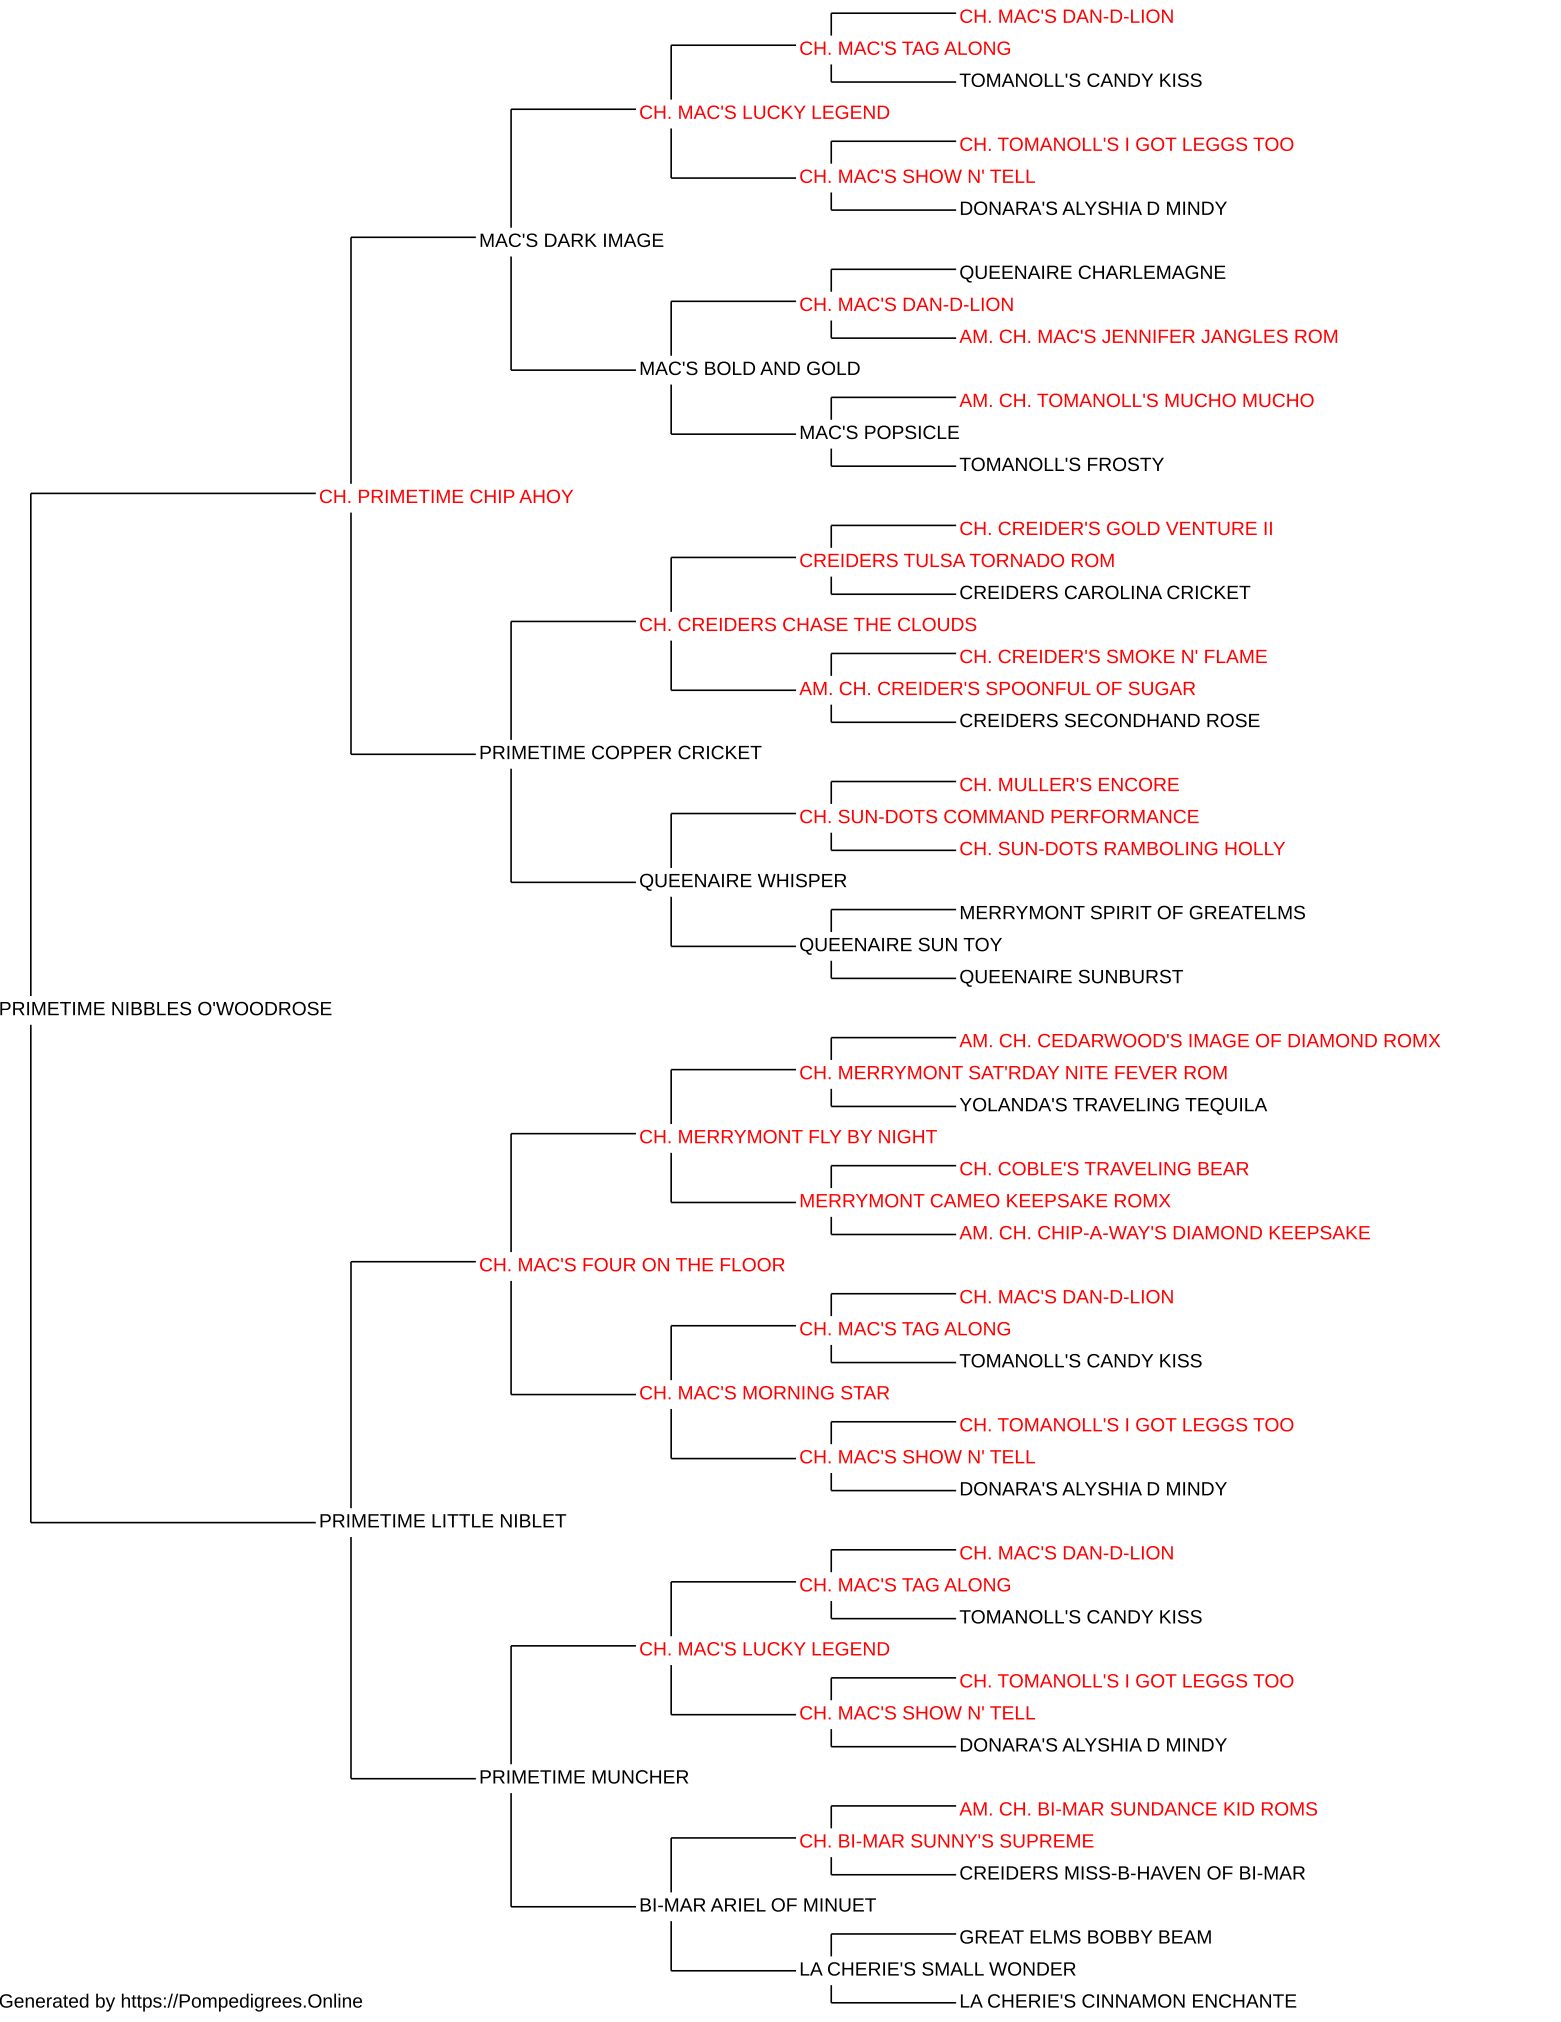 CH. MAC'S DAN-D-LION
CH. MAC'S TAG ALONG
TOMANOLL'S CANDY KISS
CH. MAC'S LUCKY LEGEND
CH. TOMANOLL'S I GOT LEGGS TOO
CH. MAC'S SHOW N' TELL
DONARA'S ALYSHIA D MINDY
MAC'S DARK IMAGE
QUEENAIRE CHARLEMAGNE
CH. MAC'S DAN-D-LION
AM. CH. MAC'S JENNIFER JANGLES ROM
MAC'S BOLD AND GOLD
AM. CH. TOMANOLL'S MUCHO MUCHO
MAC'S POPSICLE
TOMANOLL'S FROSTY
CH. PRIMETIME CHIP AHOY
CH. CREIDER'S GOLD VENTURE II
CREIDERS TULSA TORNADO ROM
CREIDERS CAROLINA CRICKET
CH. CREIDERS CHASE THE CLOUDS
CH. CREIDER'S SMOKE N' FLAME
AM. CH. CREIDER'S SPOONFUL OF SUGAR
CREIDERS SECONDHAND ROSE
PRIMETIME COPPER CRICKET
CH. MULLER'S ENCORE
CH. SUN-DOTS COMMAND PERFORMANCE
CH. SUN-DOTS RAMBOLING HOLLY
QUEENAIRE WHISPER
MERRYMONT SPIRIT OF GREATELMS
QUEENAIRE SUN TOY
QUEENAIRE SUNBURST
PRIMETIME NIBBLES O'WOODROSE
AM. CH. CEDARWOOD'S IMAGE OF DIAMOND ROMX
CH. MERRYMONT SAT'RDAY NITE FEVER ROM
YOLANDA'S TRAVELING TEQUILA
CH. MERRYMONT FLY BY NIGHT
CH. COBLE'S TRAVELING BEAR
MERRYMONT CAMEO KEEPSAKE ROMX
AM. CH. CHIP-A-WAY'S DIAMOND KEEPSAKE
CH. MAC'S FOUR ON THE FLOOR
CH. MAC'S DAN-D-LION
CH. MAC'S TAG ALONG
TOMANOLL'S CANDY KISS
CH. MAC'S MORNING STAR
CH. TOMANOLL'S I GOT LEGGS TOO
CH. MAC'S SHOW N' TELL
DONARA'S ALYSHIA D MINDY
PRIMETIME LITTLE NIBLET
CH. MAC'S DAN-D-LION
CH. MAC'S TAG ALONG
TOMANOLL'S CANDY KISS
CH. MAC'S LUCKY LEGEND
CH. TOMANOLL'S I GOT LEGGS TOO
CH. MAC'S SHOW N' TELL
DONARA'S ALYSHIA D MINDY
PRIMETIME MUNCHER
AM. CH. BI-MAR SUNDANCE KID ROMS
CH. BI-MAR SUNNY'S SUPREME
CREIDERS MISS-B-HAVEN OF BI-MAR
BI-MAR ARIEL OF MINUET
GREAT ELMS BOBBY BEAM
LA CHERIE'S SMALL WONDER
LA CHERIE'S CINNAMON ENCHANTE
Generated by https://Pompedigrees.Online